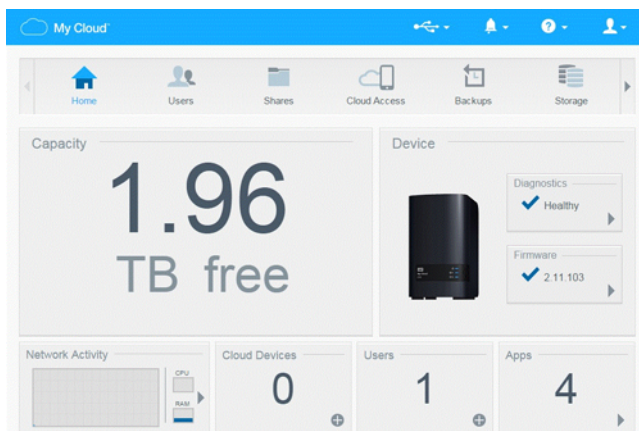 My Cloud
Home
Users
Shares
Cloud Access
Backups
Storage
Capacity
1.96
TB free
Device
Diagnostics
Healthy
Firmware
2.11.103
Network Activity
CPU
RAM
Cloud Devices
0
Users
1
Apps
4